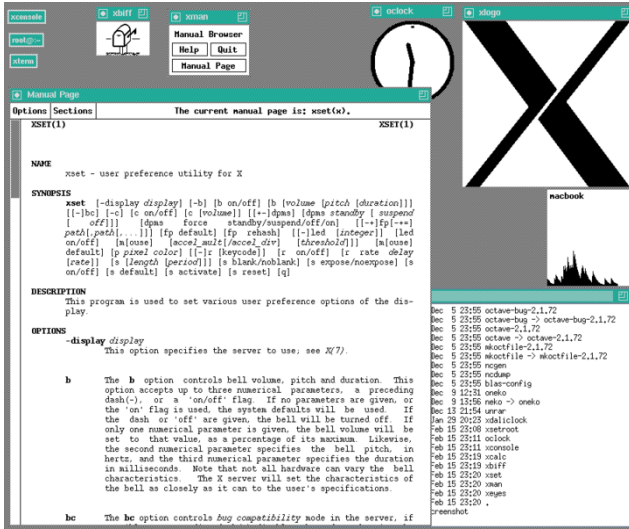 xconsole
root@:~
xterm
xbiff
xman
Manual Browser
Help Quit
Manual Page
oclock
xlogo
Manual Page
Options Sections The current manual page is: xset(x).
XSET(1) XSET(1)
NAME
xset - user preference utility for X
SYNOPSIS
xset [-display display] [-b] [b on/off] [b [volume [pitch [duration]]]
[[-]bc] [-c] [c on/off] [c [volume]] [[+-]dpms] [dpms standby [ suspend
[ off]]] [dpms force standby/suspend/off/on] [[-+]fp[-+=]
path[,path[,...]]] [fp default] [fp rehash] [[-]led [integer]] [led
on/off] [m[ouse] [accel_mult[/accel_div] [threshold]]] [m[ouse]
default] [p pixel color] [[-]r [keycode]] [r on/off] [r rate delay
[rate]] [s [length [period]]] [s blank/noblank] [s expose/noexpose] [s
on/off] [s default] [s activate] [s reset] [q]
DESCRIPTION
This program is used to set various user preference options of the dis-
play.
OPTIONS
-display display
This option specifies the server to use; see X(7).
b The b option controls bell volume, pitch and duration. This
option accepts up to three numerical parameters, a preceding
dash(-), or a 'on/off' flag. If no parameters are given, or
the 'on' flag is used, the system defaults will be used. If
the dash or 'off' are given, the bell will be turned off. If
only one numerical parameter is given, the bell volume will be
set to that value, as a percentage of its maximum. Likewise,
the second numerical parameter specifies the bell pitch, in
hertz, and the third numerical parameter specifies the duration
in milliseconds. Note that not all hardware can vary the bell
characteristics. The X server will set the characteristics of
the bell as closely as it can to the user's specifications.
bc The bc option controls bug compatibility mode in the server, if
macbook
Dec 5 23:55 octave-bug-2.1.72
Dec 5 23:55 octave-bug -> octave-bug-2.1.72
Dec 5 23:55 octave-2.1.72
Dec 5 23:55 octave -> octave-2.1.72
Dec 5 23:55 mkoctfile-2.1.72
Dec 5 23:55 mkoctfile -> mkoctfile-2.1.72
Dec 5 23:55 ncgen
Dec 5 23:55 ncdump
Dec 5 23:55 blas-config
Dec 9 12:31 oneko
Dec 9 13:56 neko -> oneko
Dec 13 21:54 unrar
Jan 29 20:23 xdaliclock
Feb 15 23:08 xsetroot
Feb 15 23:11 oclock
Feb 15 23:11 xconsole
Feb 15 23:19 xcalc
Feb 15 23:19 xbiff
Feb 15 23:20 xset
Feb 15 23:20 xman
Feb 15 23:20 xeyes
Feb 15 23:20 .
creenshot